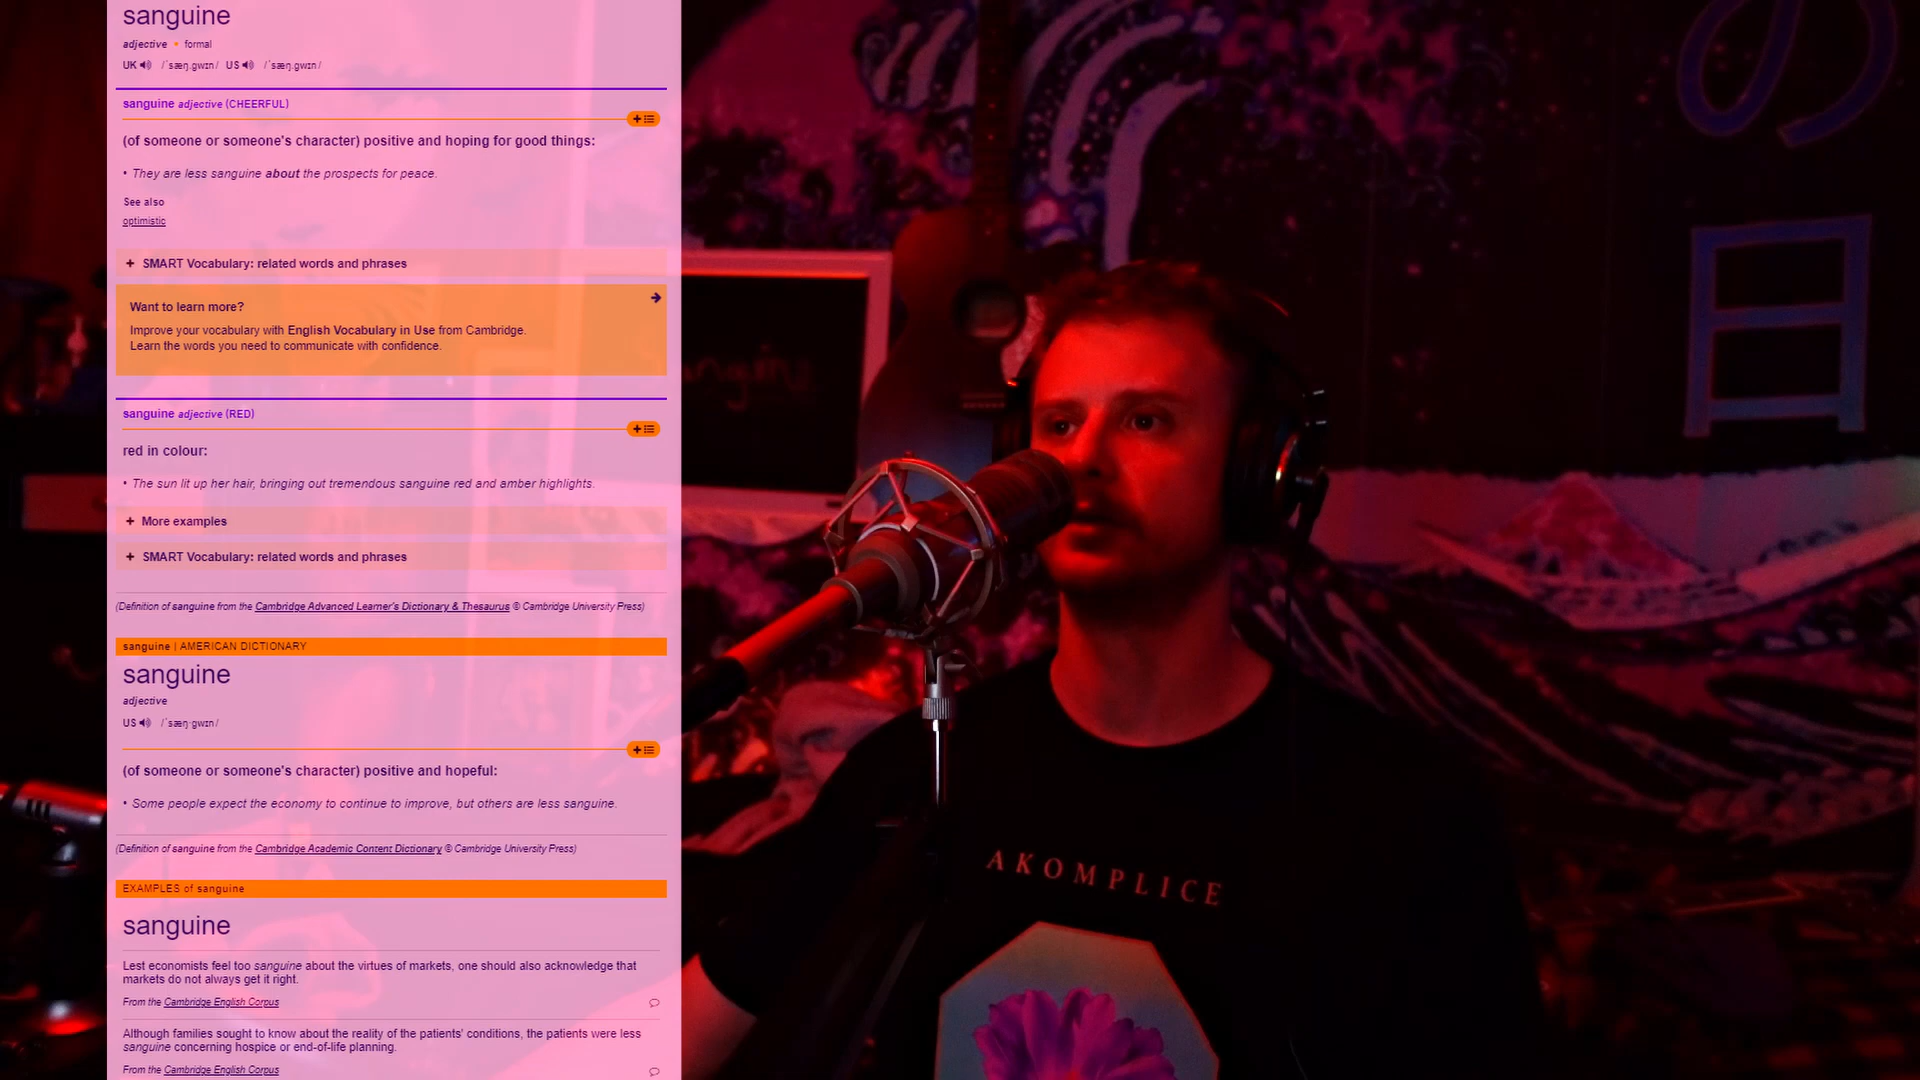 sanguine
adjective • formal
UK /ˈsæŋ.ɡwɪn/ US /ˈsæŋ.ɡwɪn/
sanguine adjective (CHEERFUL)
(of someone or someone's character) positive and hoping for good things:
• They are less sanguine about the prospects for peace.
See also
optimistic
+ SMART Vocabulary: related words and phrases
Want to learn more?
Improve your vocabulary with English Vocabulary in Use from Cambridge.
Learn the words you need to communicate with confidence.
sanguine adjective (RED)
red in colour:
• The sun lit up her hair, bringing out tremendous sanguine red and amber highlights.
+ More examples
+ SMART Vocabulary: related words and phrases
(Definition of sanguine from the Cambridge Advanced Learner's Dictionary & Thesaurus © Cambridge University Press)
sanguine | AMERICAN DICTIONARY
sanguine
adjective
US /ˈsæŋ·ɡwɪn/
(of someone or someone's character) positive and hopeful:
• Some people expect the economy to continue to improve, but others are less sanguine.
(Definition of sanguine from the Cambridge Academic Content Dictionary © Cambridge University Press)
EXAMPLES of sanguine
sanguine
Lest economists feel too sanguine about the virtues of markets, one should also acknowledge that
markets do not always get it right.
From the Cambridge English Corpus
Although families sought to know about the reality of the patients' conditions, the patients were less
sanguine concerning hospice or end-of-life planning.
From the Cambridge English Corpus
の
日
AKOMPLICE